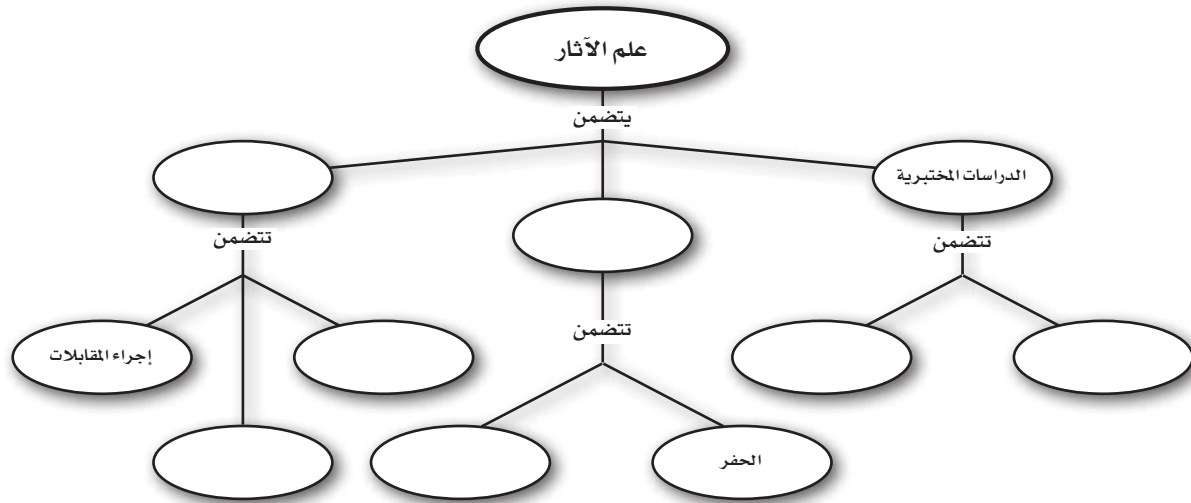 علم الآثار
يتضمن
الدراسات المختبرية
تتضمن
تتضمن
تتضمن
إجراء المقابلات
الحفر